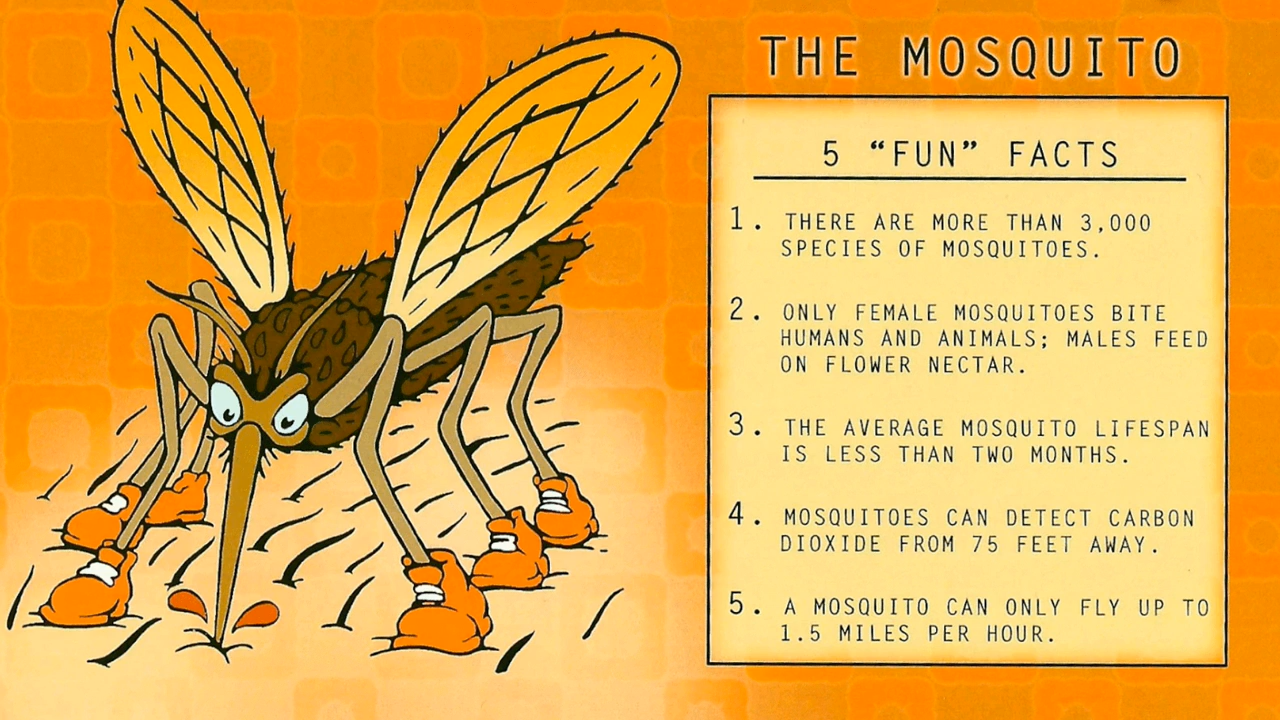 THE MOSQUITO
5 “FUN” FACTS
1. THERE ARE MORE THAN 3,000
SPECIES OF MOSQUITOES.
2. ONLY FEMALE MOSQUITOES BITE
HUMANS AND ANIMALS; MALES FEED
ON FLOWER NECTAR.
3. THE AVERAGE MOSQUITO LIFESPAN
IS LESS THAN TWO MONTHS.
4. MOSQUITOES CAN DETECT CARBON
DIOXIDE FROM 75 FEET AWAY.
5. A MOSQUITO CAN ONLY FLY UP TO
1.5 MILES PER HOUR.